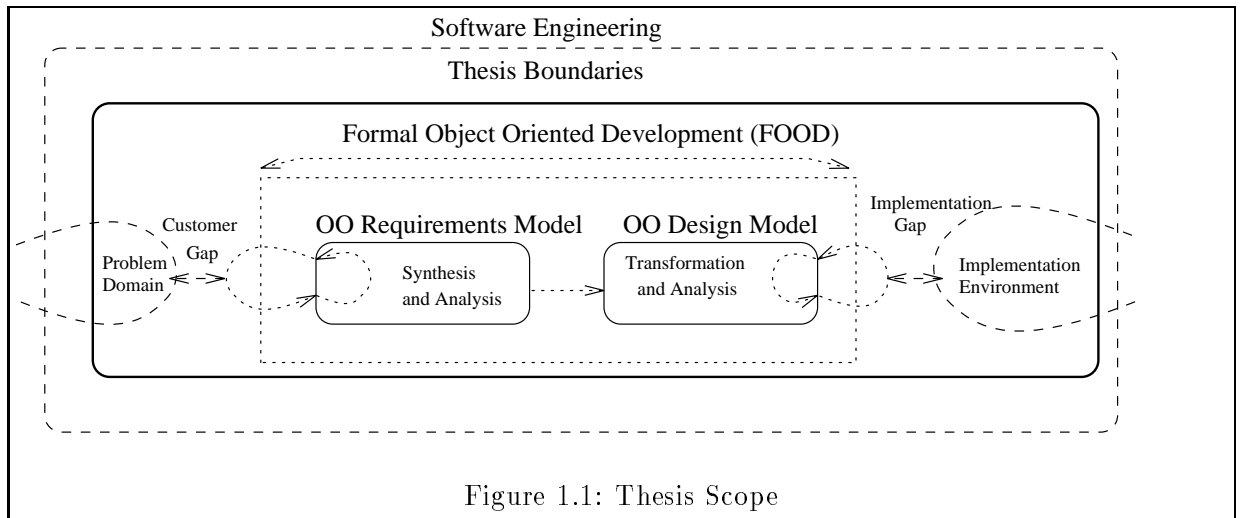 Software Engineering
Thesis Boundaries
Formal Object Oriented Development (FOOD)
Customer
Gap
OO Requirements Model
OO Design Model
Implementation
Gap
Problem
Domain
Synthesis
and Analysis
Transformation
and Analysis
Implementation
Environment
Figure 1.1: Thesis Scope